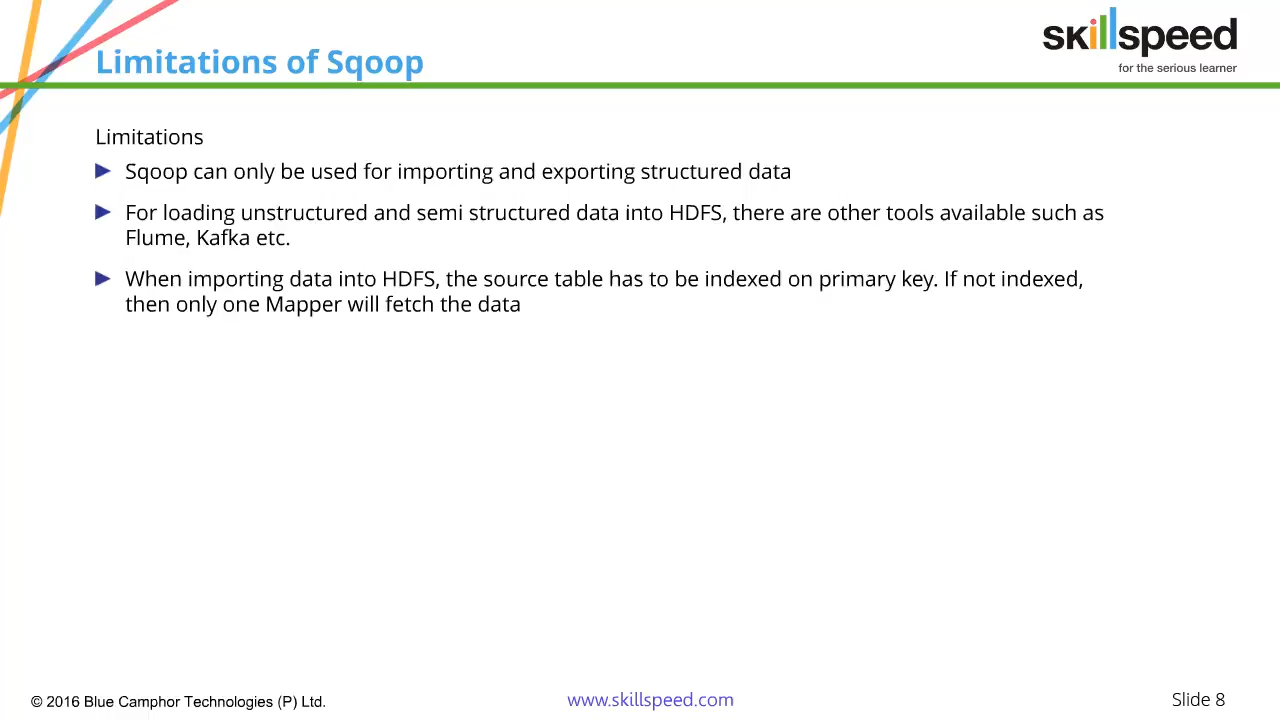 Limitations of Sqoop
skillspeed
for the serious learner
Limitations
Sqoop can only be used for importing and exporting structured data
For loading unstructured and semi structured data into HDFS, there are other tools available such as
Flume, Kafka etc.
When importing data into HDFS, the source table has to be indexed on primary key. If not indexed,
then only one Mapper will fetch the data
© 2016 Blue Camphor Technologies (P) Ltd.
www.skillspeed.com
Slide 8